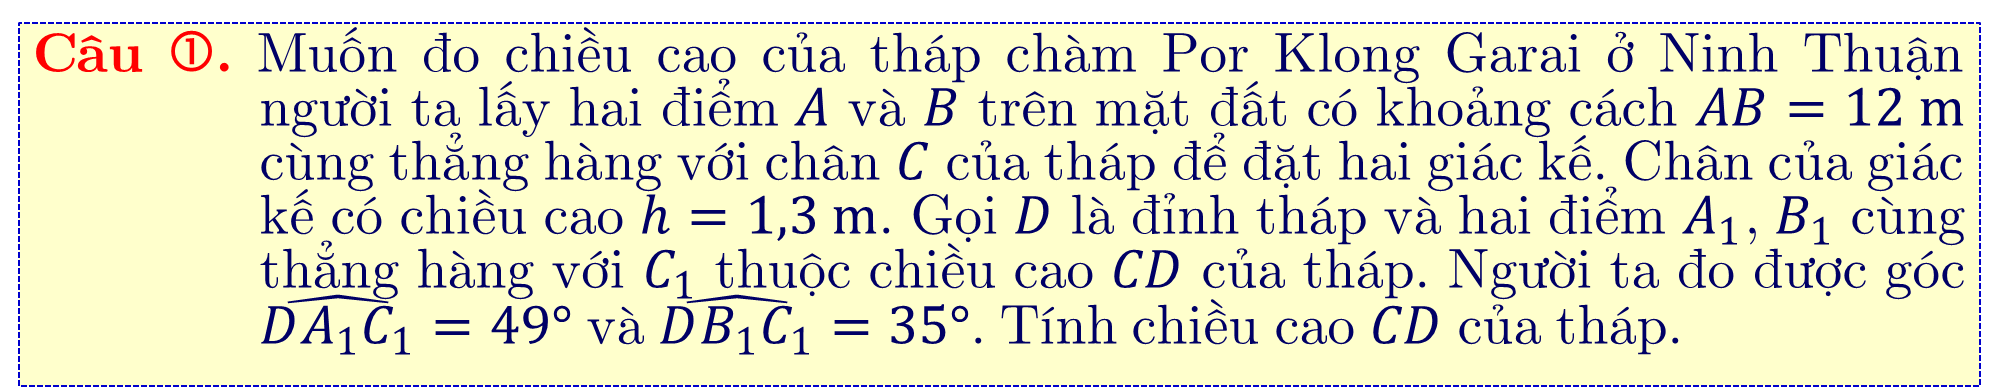 Câu ①. Muốn đo chiều cao của tháp chàm Por Klong Garai ở Ninh Thuận
người ta lấy hai điểm A và B trên mặt đất có khoảng cách AB = 12 m
cùng thẳng hàng với chân C của tháp để đặt hai giác kế. Chân của giác
kế có chiều cao h = 1,3 m. Gọi D là đỉnh tháp và hai điểm A₁, B₁ cùng
thẳng hàng với C₁ thuộc chiều cao CD của tháp. Người ta đo được góc
\widehat{DA₁C₁} = 49° và \widehat{DB₁C₁} = 35°. Tính chiều cao CD của tháp.